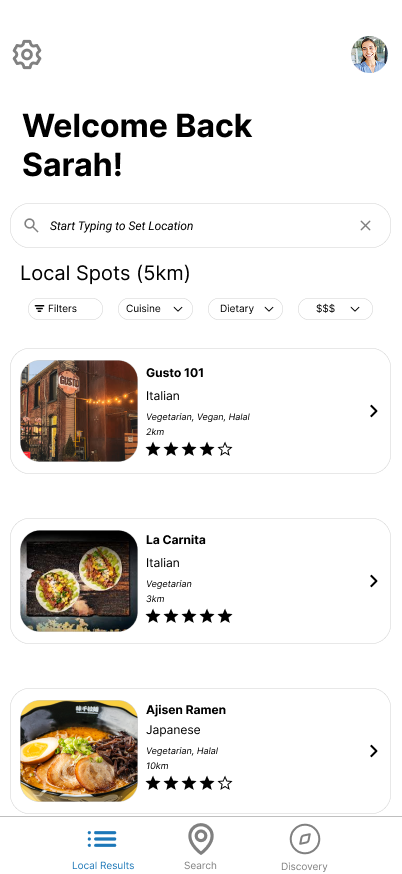 Welcome Back
Sarah!
Start Typing to Set Location
Local Spots (5km)
Filters
Cuisine
Dietary
$$$
GUSTO
Gusto 101
Italian
Vegetarian, Vegan, Halal
2km
La Carnita
Italian
Vegetarian
3km
Ajisen Ramen
Japanese
Vegetarian, Halal
10km
Local Results
Search
Discovery